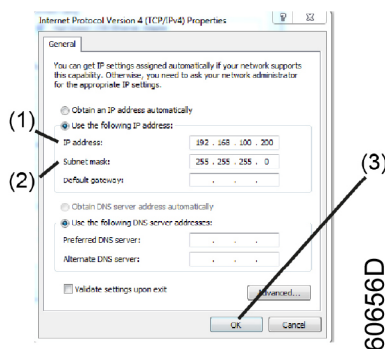 Internet Protocol Version 4 (TCP/IPv4) Properties
General
You can get IP settings assigned automatically if your network supports
this capability. Otherwise, you need to ask your network administrator
for the appropriate IP settings.
Obtain an IP address automatically
Use the following IP address:
(1)
IP address:
192 . 168 . 100 . 200
(2)
Subnet mask:
255 . 255 . 255 . 0
Default gateway:
. . .
(3)
Obtain DNS server address automatically
Use the following DNS server addresses:
Preferred DNS server:
. . .
Alternate DNS server:
. . .
Validate settings upon exit
Advanced...
OK
Cancel
60656D